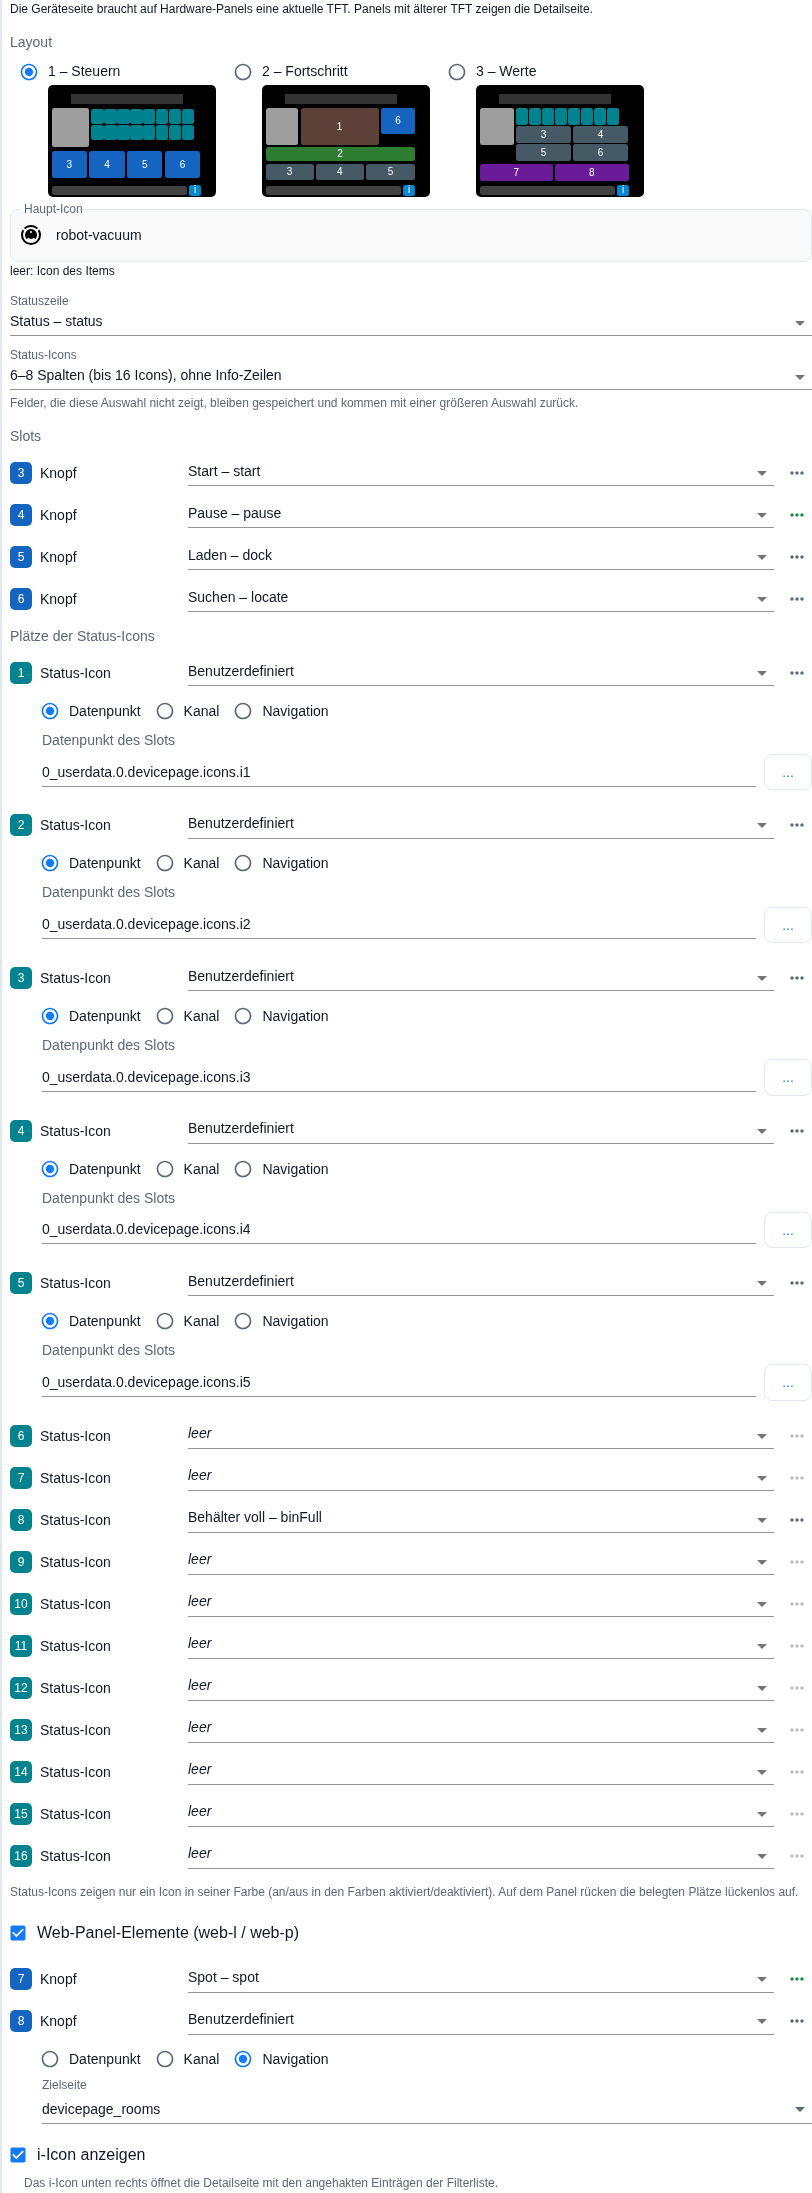 Die Geräteseite braucht auf Hardware-Panels eine aktuelle TFT. Panels mit älterer TFT zeigen die Detailseite.
Layout
1 – Steuern
2 – Fortschritt
3 – Werte
3 4 5 6 i
1 6
2
3 4 5 i
3 4
5 6
7 8
i
Haupt-Icon
robot-vacuum
leer: Icon des Items
Statuszeile
Status – status
Status-Icons
6–8 Spalten (bis 16 Icons), ohne Info-Zeilen
Felder, die diese Auswahl nicht zeigt, bleiben gespeichert und kommen mit einer größeren Auswahl zurück.
Slots
3 Knopf Start – start
4 Knopf Pause – pause
5 Knopf Laden – dock
6 Knopf Suchen – locate
Plätze der Status-Icons
1 Status-Icon Benutzerdefiniert
Datenpunkt Kanal Navigation
Datenpunkt des Slots
0_userdata.0.devicepage.icons.i1 ...
2 Status-Icon Benutzerdefiniert
Datenpunkt Kanal Navigation
Datenpunkt des Slots
0_userdata.0.devicepage.icons.i2 ...
3 Status-Icon Benutzerdefiniert
Datenpunkt Kanal Navigation
Datenpunkt des Slots
0_userdata.0.devicepage.icons.i3 ...
4 Status-Icon Benutzerdefiniert
Datenpunkt Kanal Navigation
Datenpunkt des Slots
0_userdata.0.devicepage.icons.i4 ...
5 Status-Icon Benutzerdefiniert
Datenpunkt Kanal Navigation
Datenpunkt des Slots
0_userdata.0.devicepage.icons.i5 ...
6 Status-Icon leer
7 Status-Icon leer
8 Status-Icon Behälter voll – binFull
9 Status-Icon leer
10 Status-Icon leer
11 Status-Icon leer
12 Status-Icon leer
13 Status-Icon leer
14 Status-Icon leer
15 Status-Icon leer
16 Status-Icon leer
Status-Icons zeigen nur ein Icon in seiner Farbe (an/aus in den Farben aktiviert/deaktiviert). Auf dem Panel rücken die belegten Plätze lückenlos auf.
Web-Panel-Elemente (web-l / web-p)
7 Knopf Spot – spot
8 Knopf Benutzerdefiniert
Datenpunkt Kanal Navigation
Zielseite
devicepage_rooms
i-Icon anzeigen
Das i-Icon unten rechts öffnet die Detailseite mit den angehakten Einträgen der Filterliste.